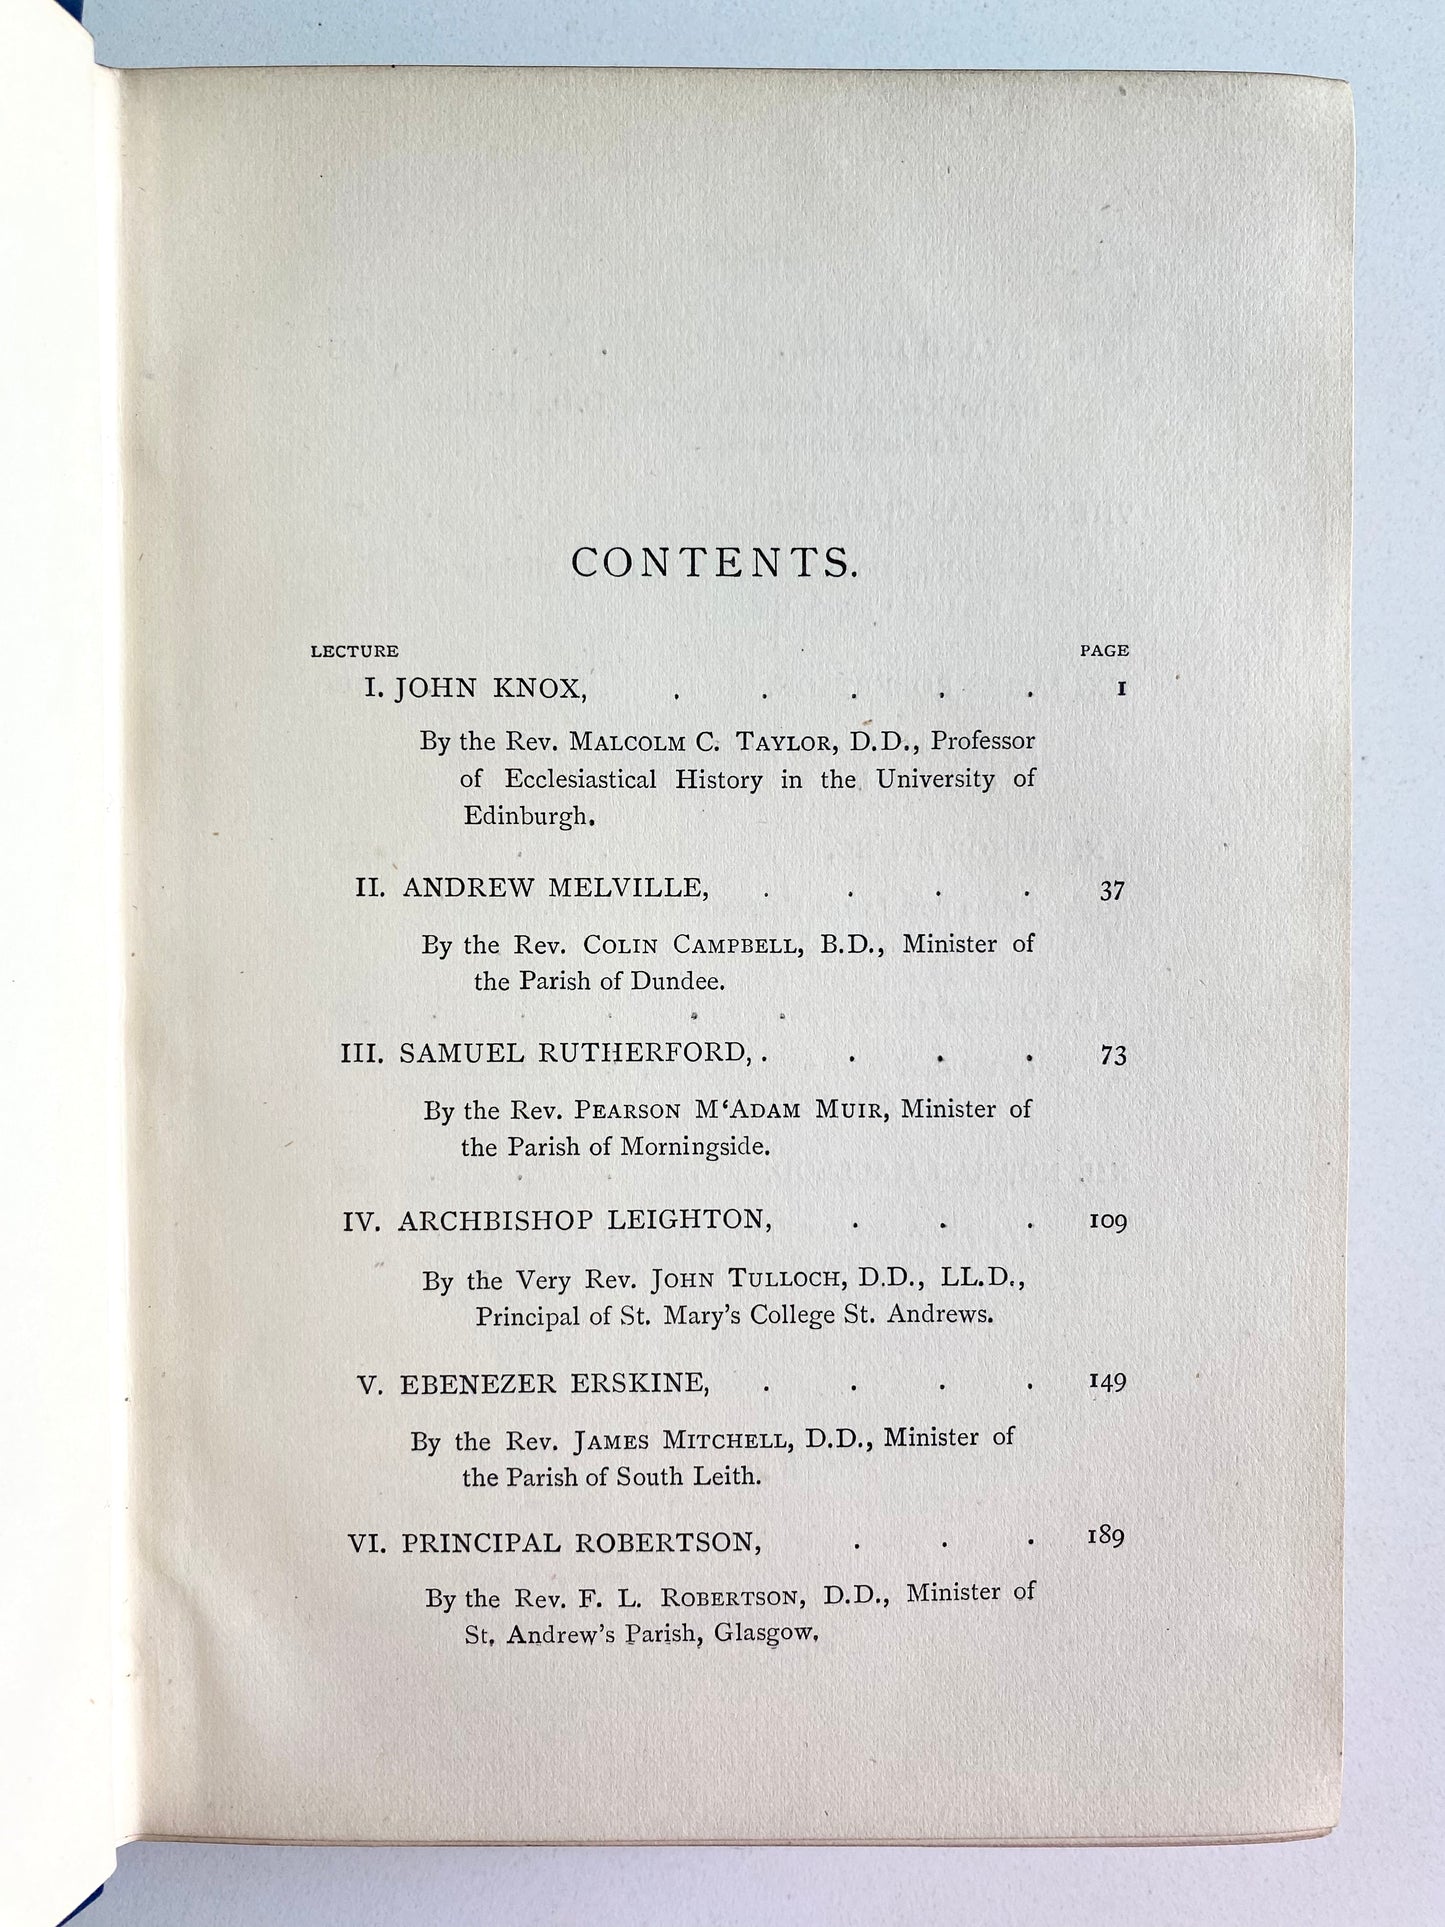 CONTENTS.
LECTURE PAGE
I. JOHN KNOX, . . . . . 1
By the Rev. MALCOLM C. TAYLOR, D.D., Professor
of Ecclesiastical History in the University of
Edinburgh.
II. ANDREW MELVILLE, . . . . 37
By the Rev. COLIN CAMPBELL, B.D., Minister of
the Parish of Dundee.
III. SAMUEL RUTHERFORD, . . . . 73
By the Rev. PEARSON M‘ADAM MUIR, Minister of
the Parish of Morningside.
IV. ARCHBISHOP LEIGHTON, . . . 109
By the Very Rev. JOHN TULLOCH, D.D., LL.D.,
Principal of St. Mary's College St. Andrews.
V. EBENEZER ERSKINE, . . . . 149
By the Rev. JAMES MITCHELL, D.D., Minister of
the Parish of South Leith.
VI. PRINCIPAL ROBERTSON, . . . 189
By the Rev. F. L. ROBERTSON, D.D., Minister of
St. Andrew's Parish, Glasgow.